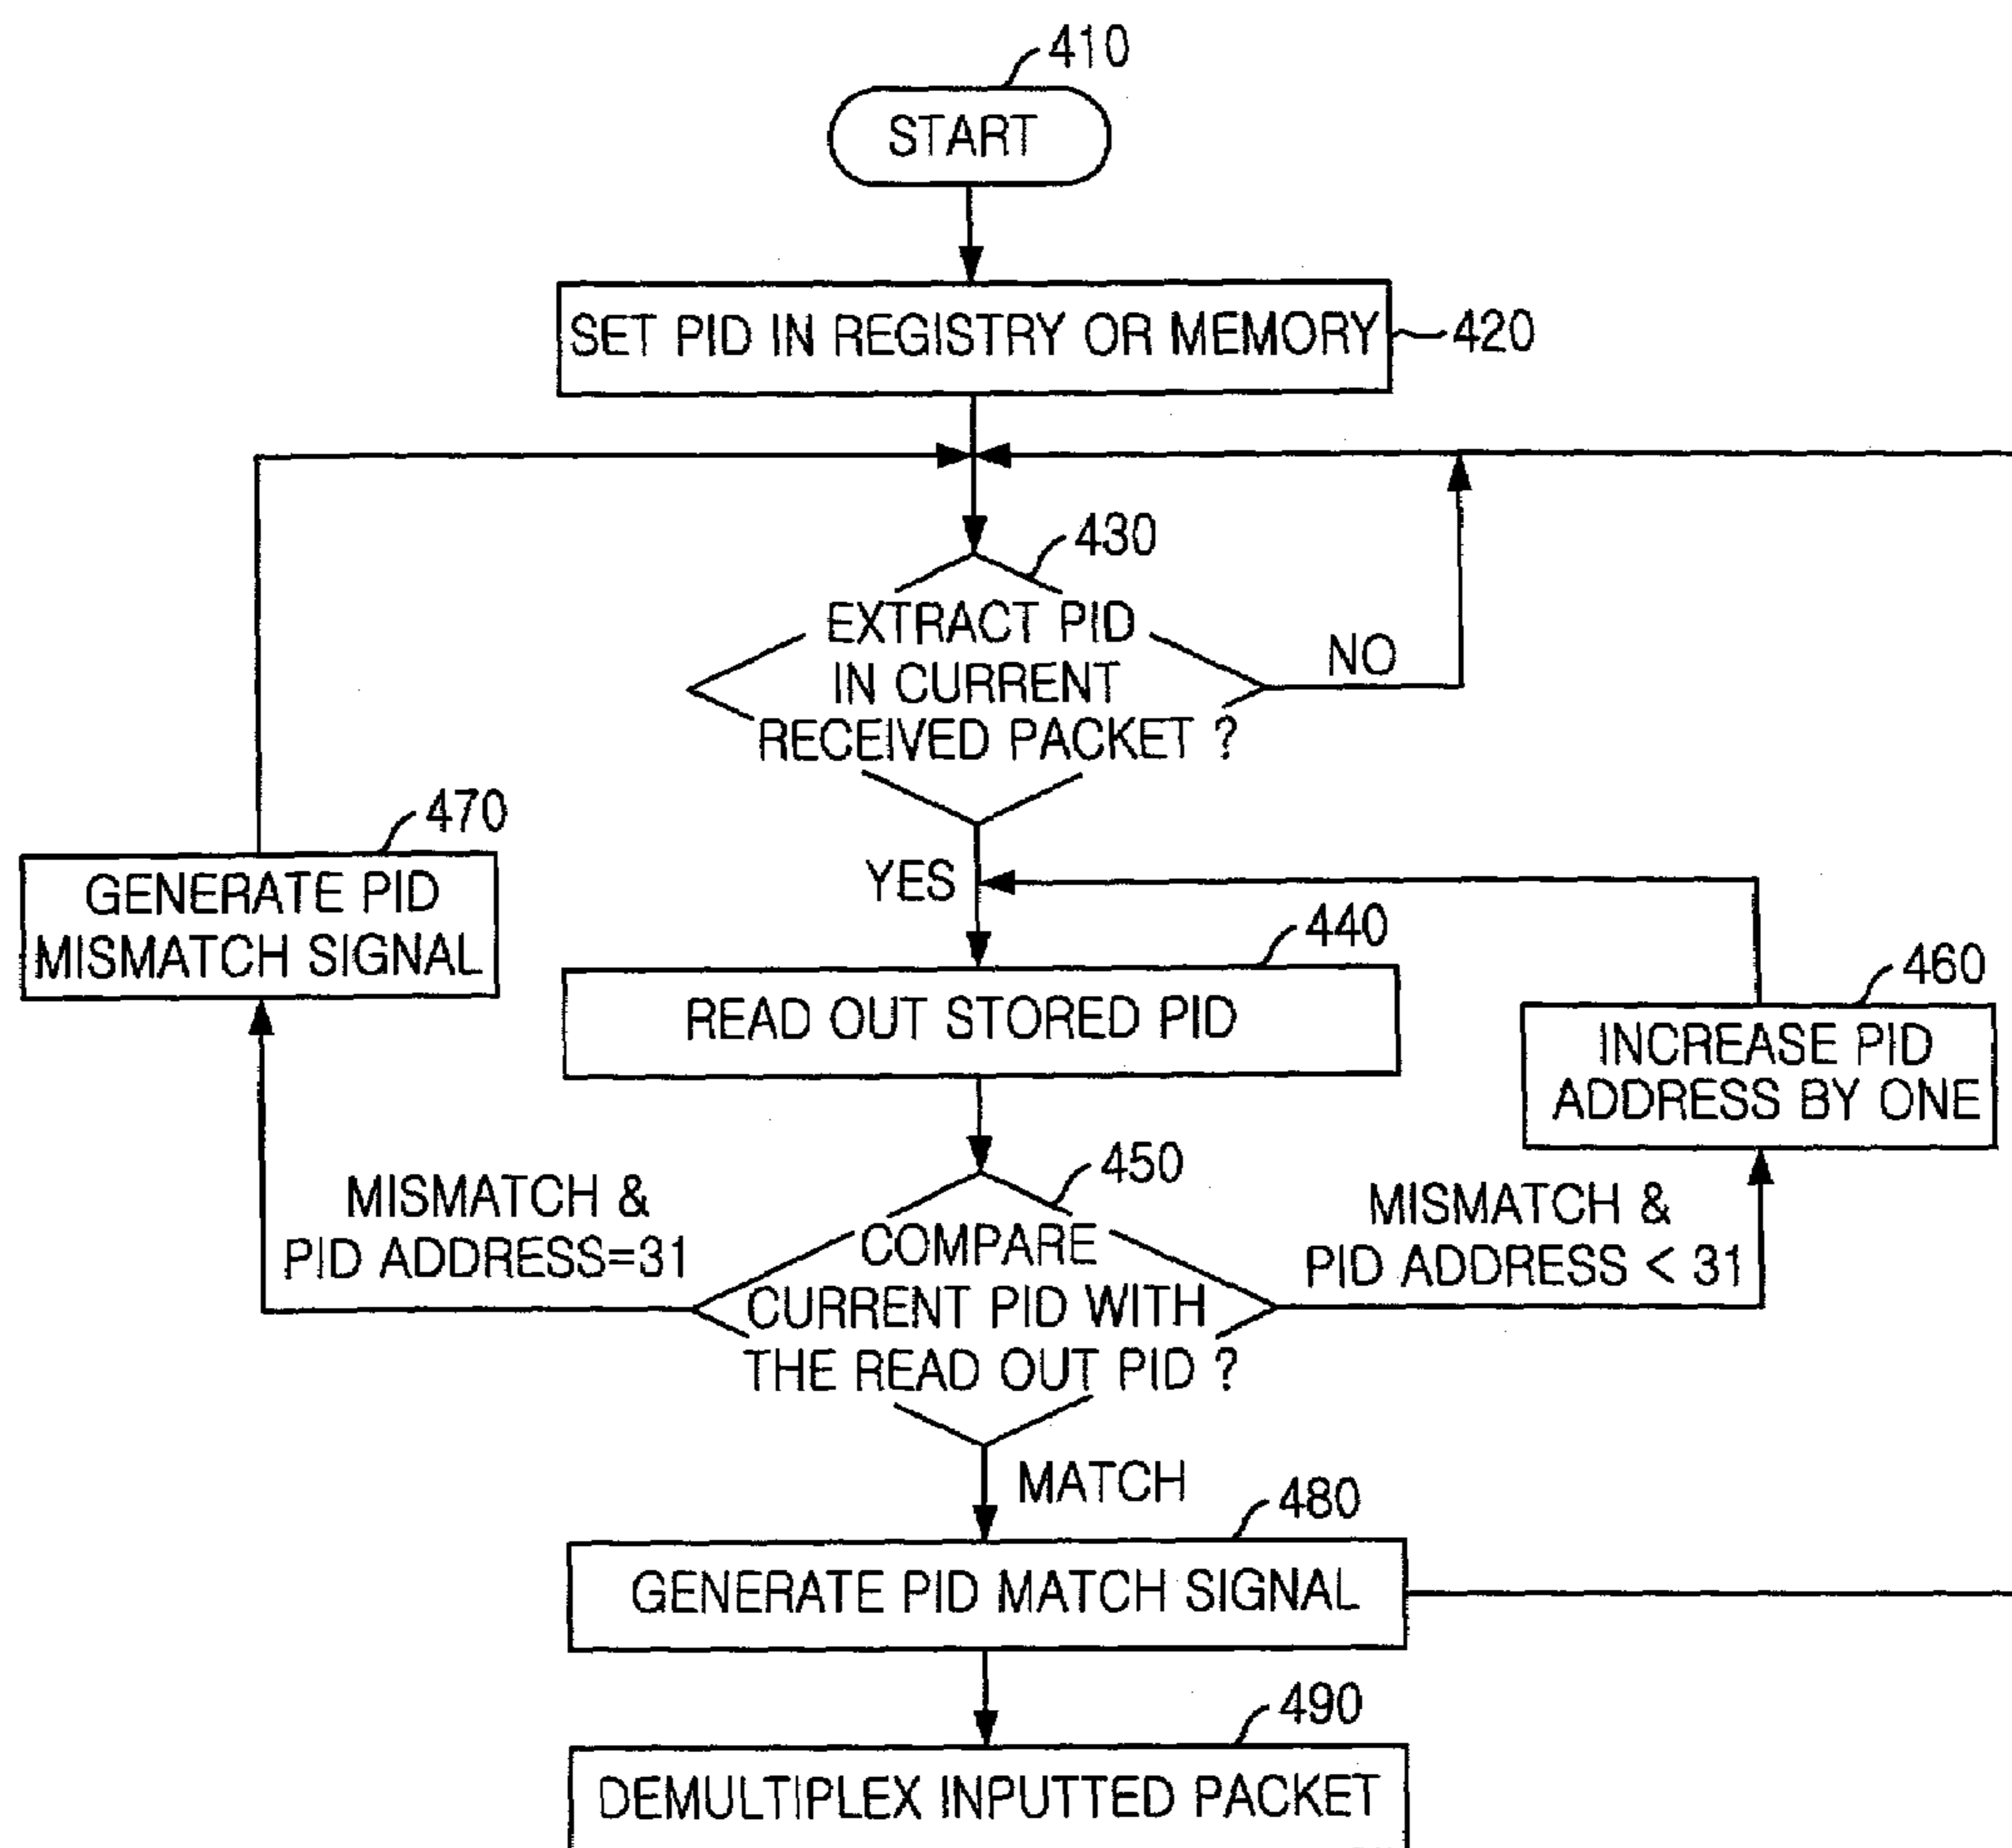 410
START
SET PID IN REGISTRY OR MEMORY
420
430
EXTRACT PID
IN CURRENT
RECEIVED PACKET ?
NO
YES
470
GENERATE PID
MISMATCH SIGNAL
440
READ OUT STORED PID
460
INCREASE PID
ADDRESS BY ONE
450
COMPARE
CURRENT PID WITH
THE READ OUT PID ?
MISMATCH &
PID ADDRESS=31
MISMATCH &
PID ADDRESS < 31
MATCH
480
GENERATE PID MATCH SIGNAL
490
DEMULTIPLEX INPUTTED PACKET